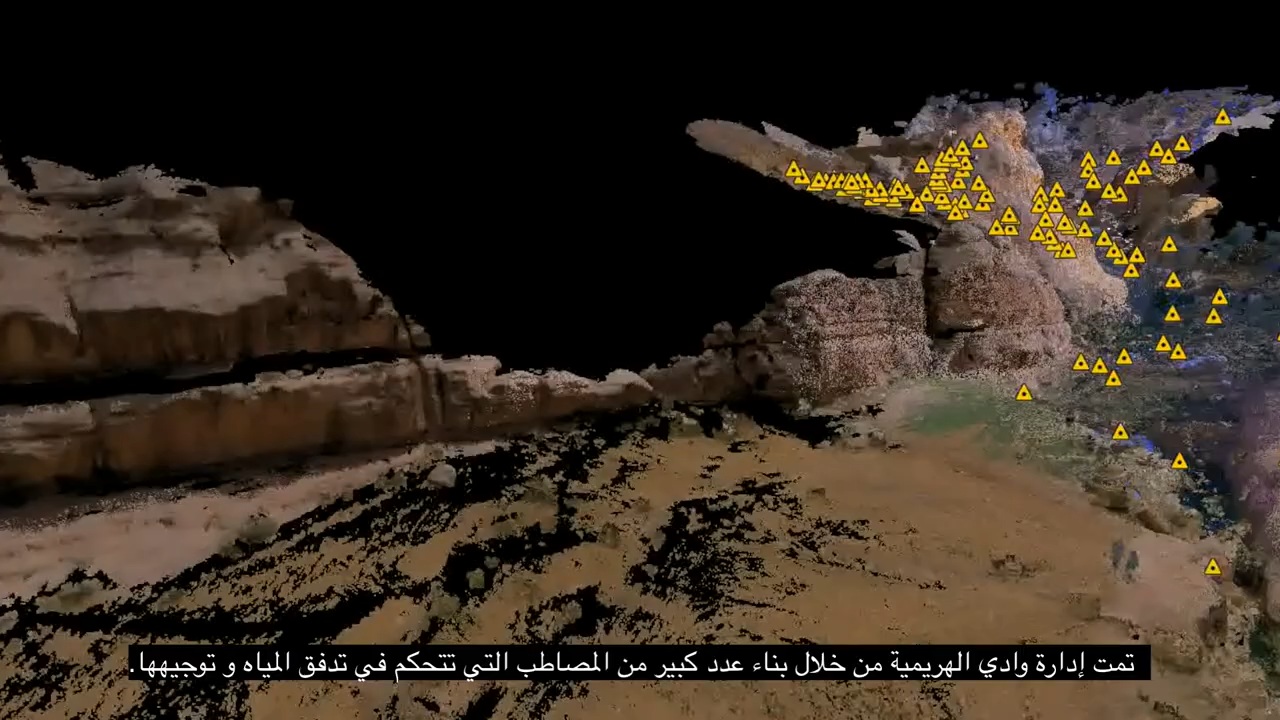 تمت إدارة وادي الهريمية من خلال بناء عدد كبير من المصاطب التي تتحكم في تدفق المياه و توجيهها.